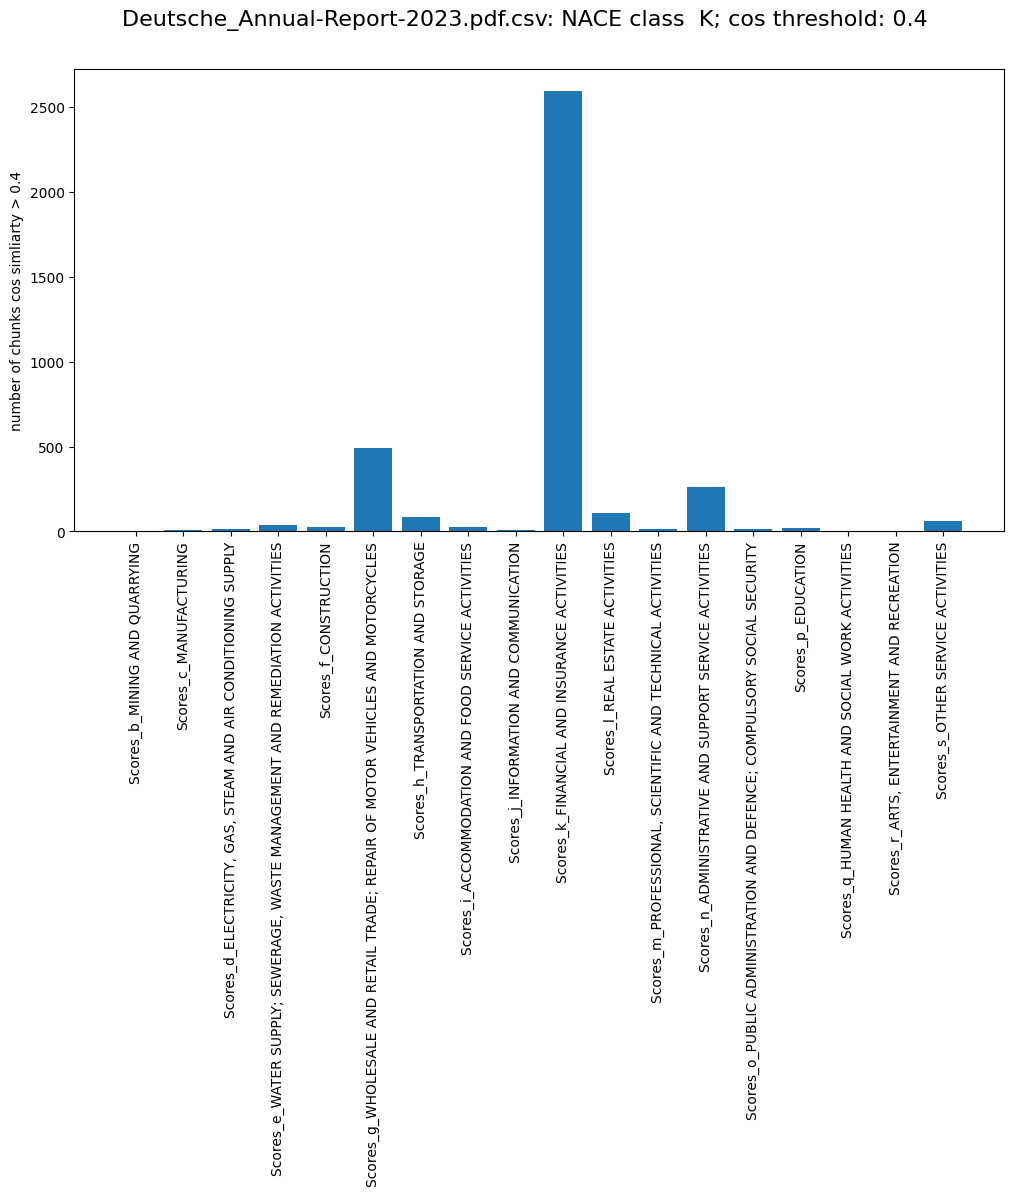 Deutsche_Annual-Report-2023.pdf.csv: NACE class  K; cos threshold: 0.4
number of chunks cos simliarty > 0.4
2500
2000
1500
1000
500
0
Scores_b_MINING AND QUARRYING
Scores_c_MANUFACTURING
Scores_d_ELECTRICITY, GAS, STEAM AND AIR CONDITIONING SUPPLY
Scores_e_WATER SUPPLY; SEWERAGE, WASTE MANAGEMENT AND REMEDIATION ACTIVITIES
Scores_f_CONSTRUCTION
Scores_g_WHOLESALE AND RETAIL TRADE; REPAIR OF MOTOR VEHICLES AND MOTORCYCLES
Scores_h_TRANSPORTATION AND STORAGE
Scores_i_ACCOMMODATION AND FOOD SERVICE ACTIVITIES
Scores_j_INFORMATION AND COMMUNICATION
Scores_k_FINANCIAL AND INSURANCE ACTIVITIES
Scores_l_REAL ESTATE ACTIVITIES
Scores_m_PROFESSIONAL, SCIENTIFIC AND TECHNICAL ACTIVITIES
Scores_n_ADMINISTRATIVE AND SUPPORT SERVICE ACTIVITIES
Scores_o_PUBLIC ADMINISTRATION AND DEFENCE; COMPULSORY SOCIAL SECURITY
Scores_p_EDUCATION
Scores_q_HUMAN HEALTH AND SOCIAL WORK ACTIVITIES
Scores_r_ARTS, ENTERTAINMENT AND RECREATION
Scores_s_OTHER SERVICE ACTIVITIES